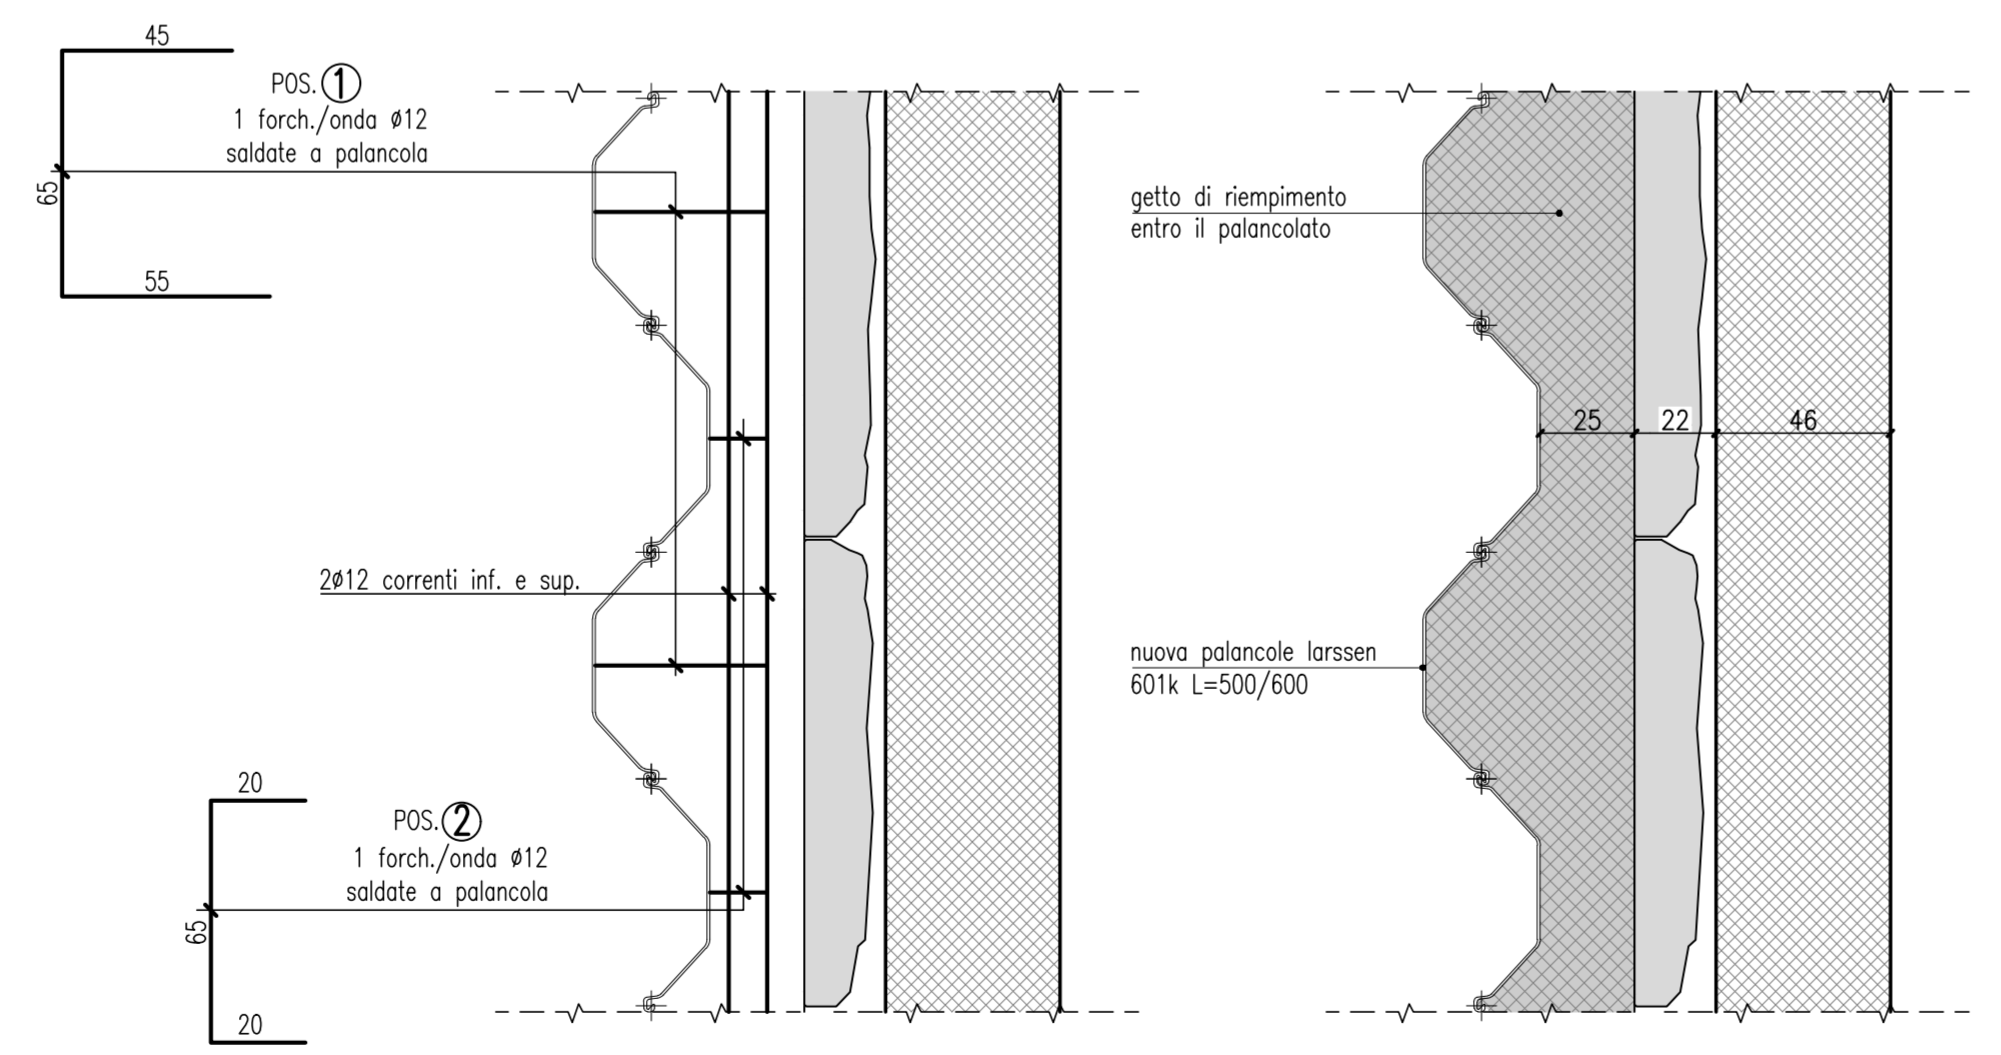 45
POS. 1
1 forch./onda ø12
saldate a palancola
65
55
2ø12 correnti inf. e sup.
20
POS. 2
1 forch./onda ø12
saldate a palancola
65
20
getto di riempimento
entro il palancolato
25 22 46
nuova palancole larssen
601k L=500/600